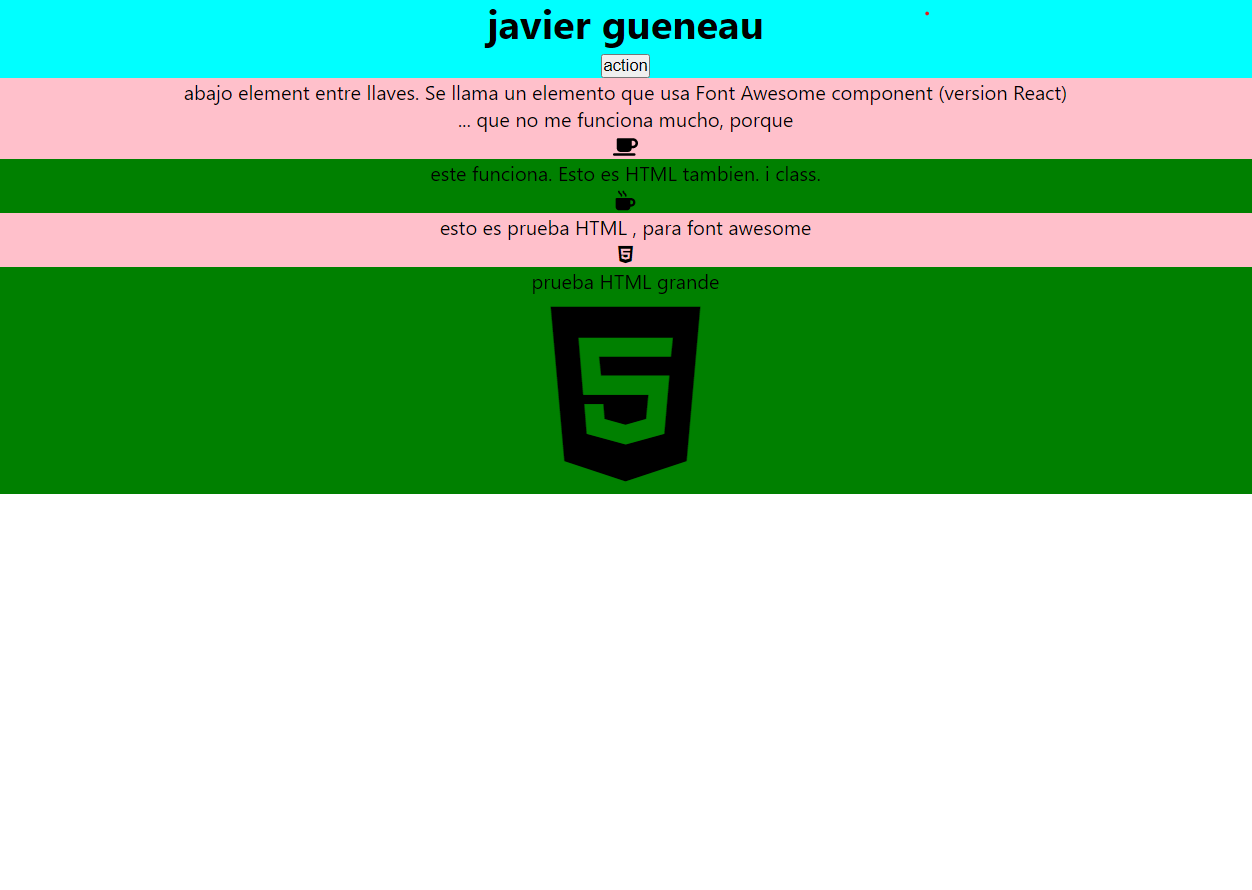 javier gueneau
action
abajo element entre llaves. Se llama un elemento que usa Font Awesome component (version React)
... que no me funciona mucho, porque
este funciona. Esto es HTML tambien. i class.
esto es prueba HTML , para font awesome
5
prueba HTML grande
5